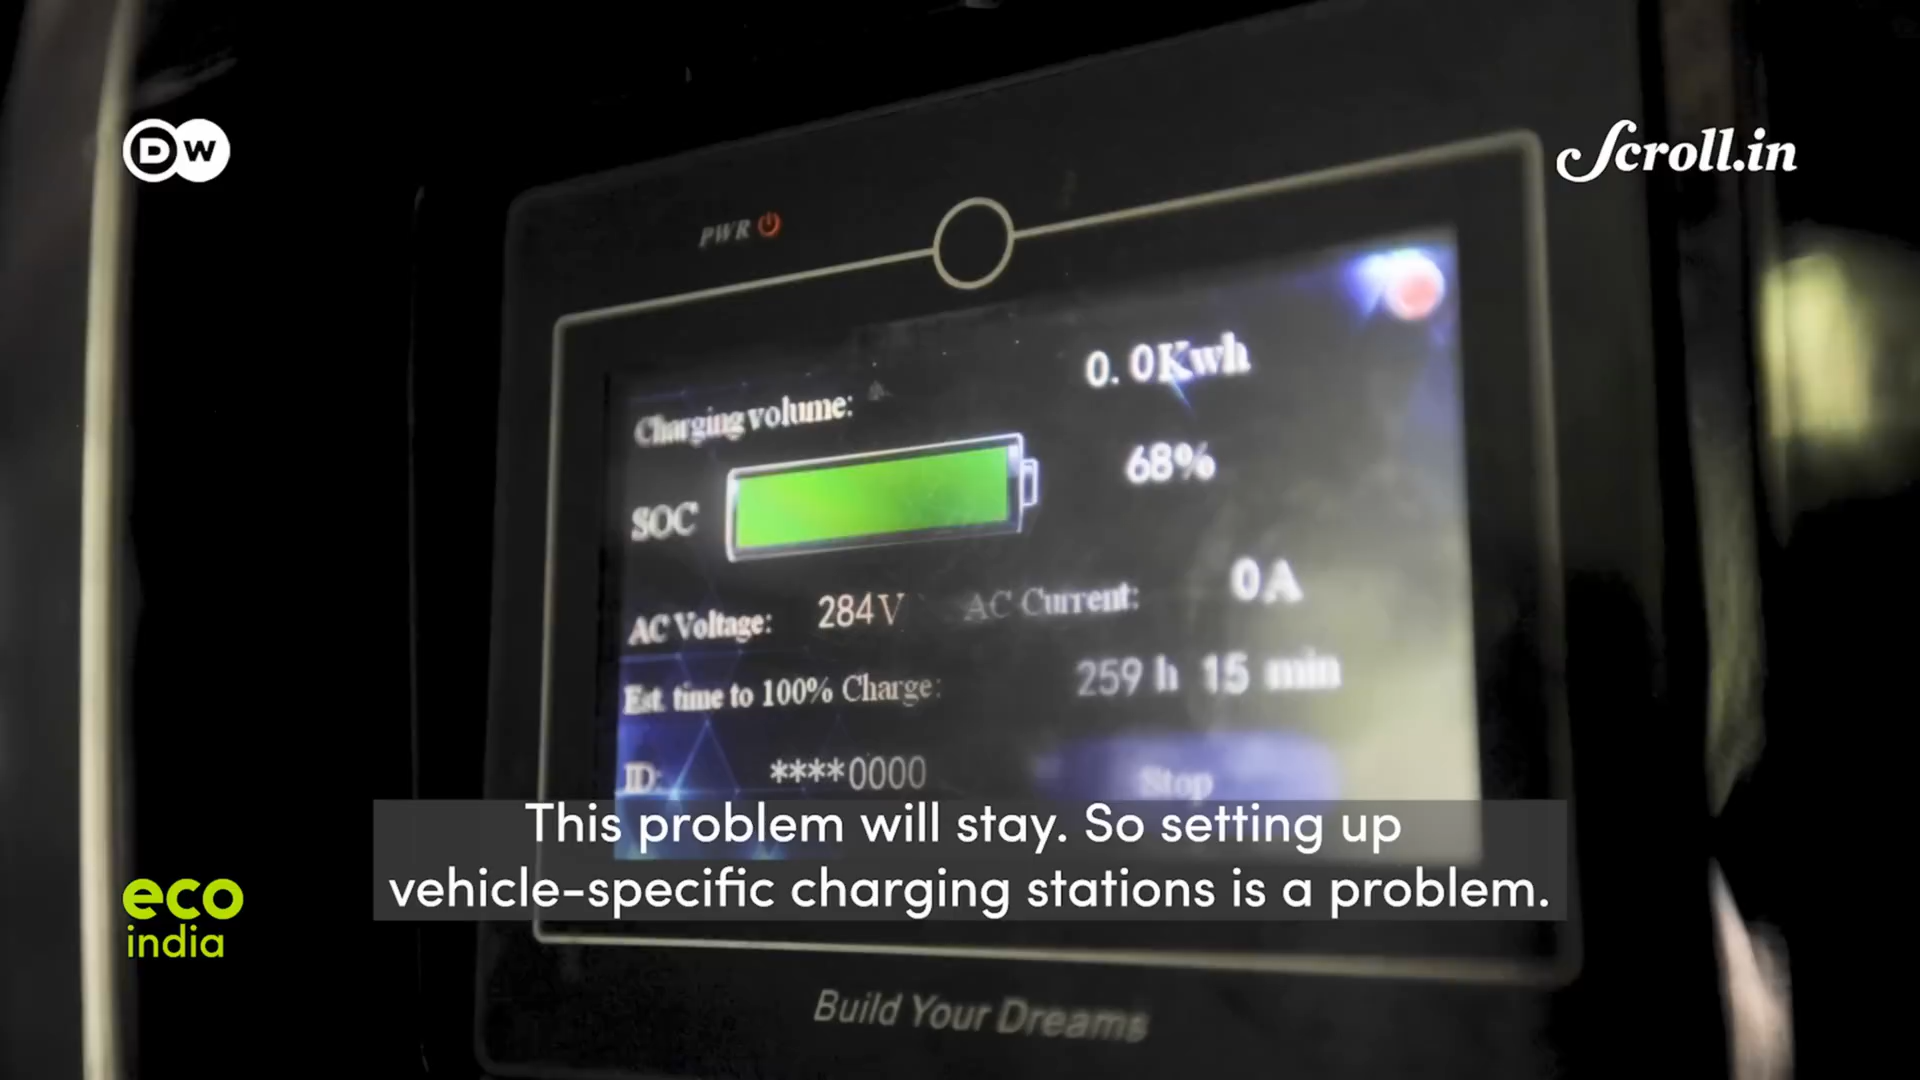 DW
Scroll.in
PWR
0.0Kwh
Charging volume:
68%
SOC
AC Voltage: 284V AC Current: 0A
Est. time to 100% Charge: 259 h 15 min
ID: ****0000 Stop
This problem will stay. So setting up
vehicle-specific charging stations is a problem.
eco
india
Build Your Dreams